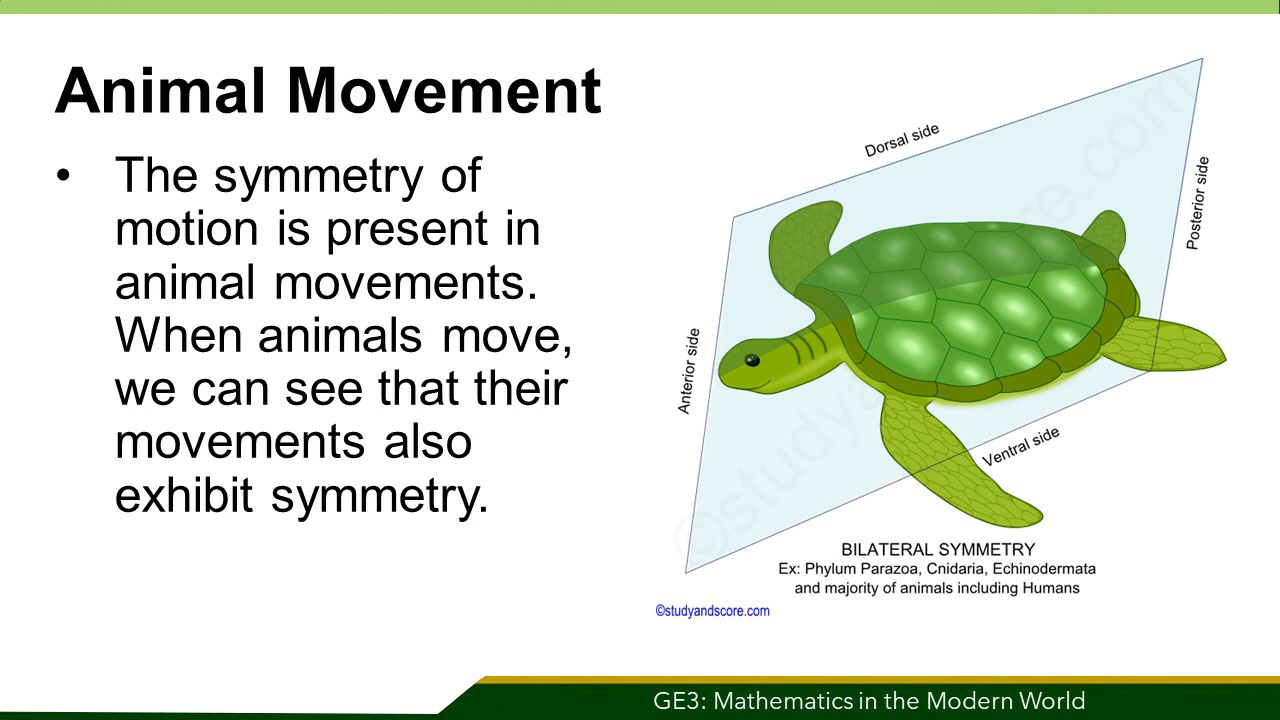 Animal Movement
• The symmetry of
motion is present in
animal movements.
When animals move,
we can see that their
movements also
exhibit symmetry.
Dorsal side
Posterior side
Anterior side
Ventral side
©studyandscore.com
BILATERAL SYMMETRY
Ex: Phylum Parazoa, Cnidaria, Echinodermata
and majority of animals including Humans
©studyandscore.com
GE3: Mathematics in the Modern World